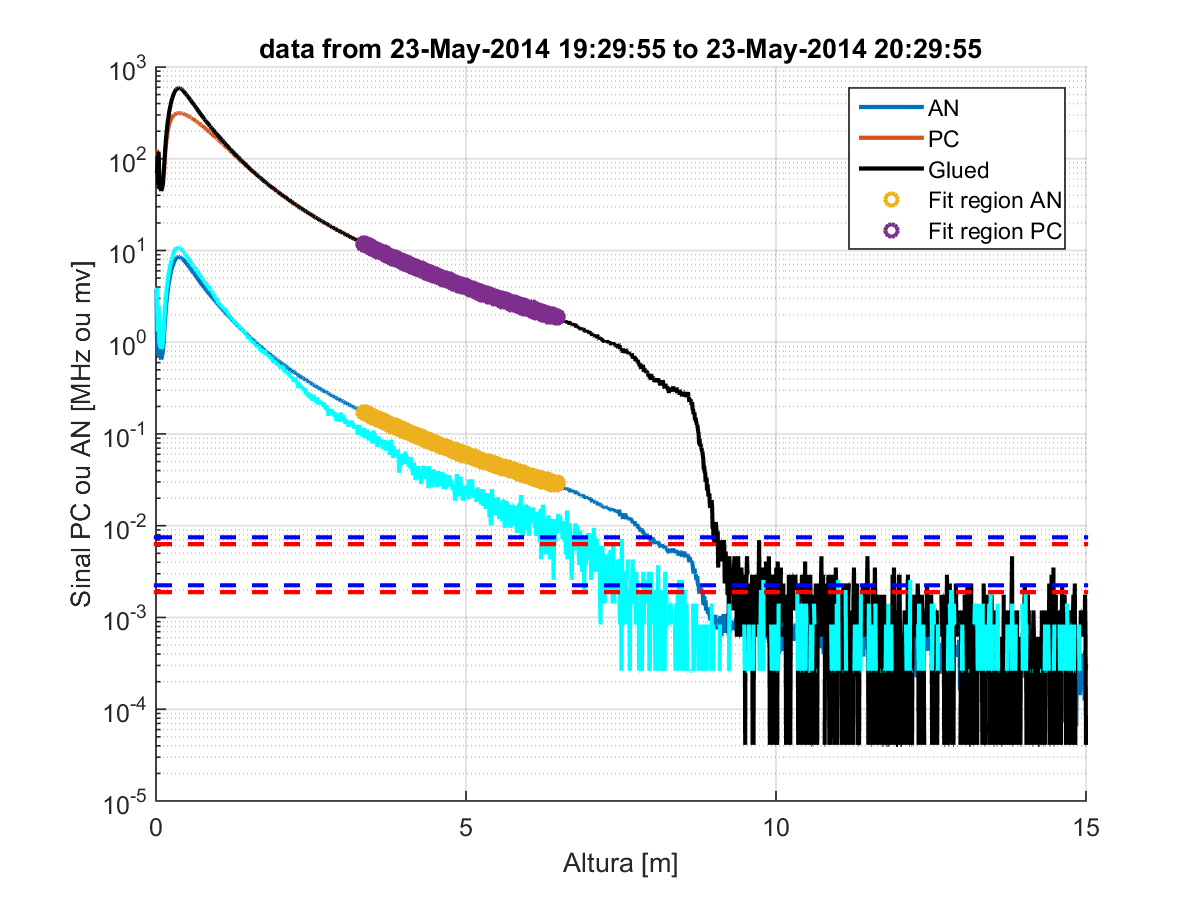 data from 23-May-2014 19:29:55 to 23-May-2014 20:29:55
10^3
10^2
10^1
10^0
10^-1
10^-2
10^-3
10^-4
10^-5
Sinal PC ou AN [MHz ou mv]
AN
PC
Glued
Fit region AN
Fit region PC
0
5
10
15
Altura [m]